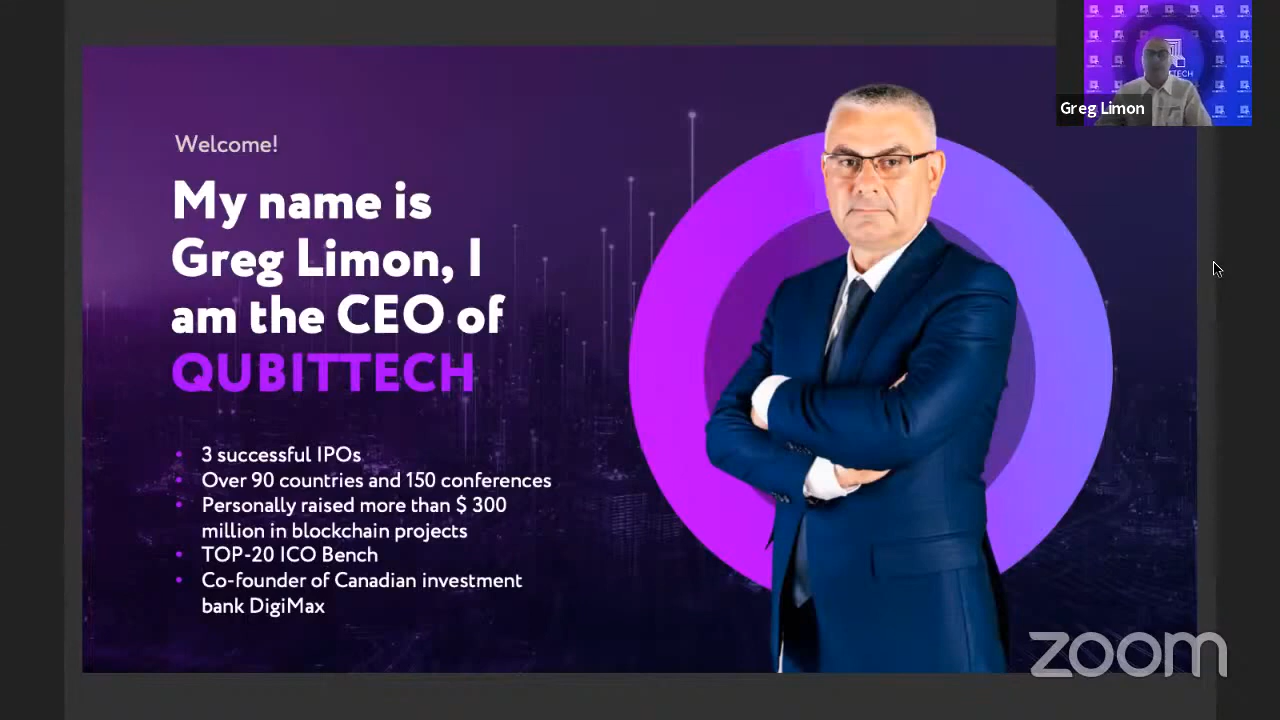 Welcome!
My name is
Greg Limon, I
am the CEO of
QUBITTECH
• 3 successful IPOs
• Over 90 countries and 150 conferences
• Personally raised more than $ 300
million in blockchain projects
• TOP-20 ICO Bench
• Co-founder of Canadian investment
bank DigiMax
Greg Limon
zoom